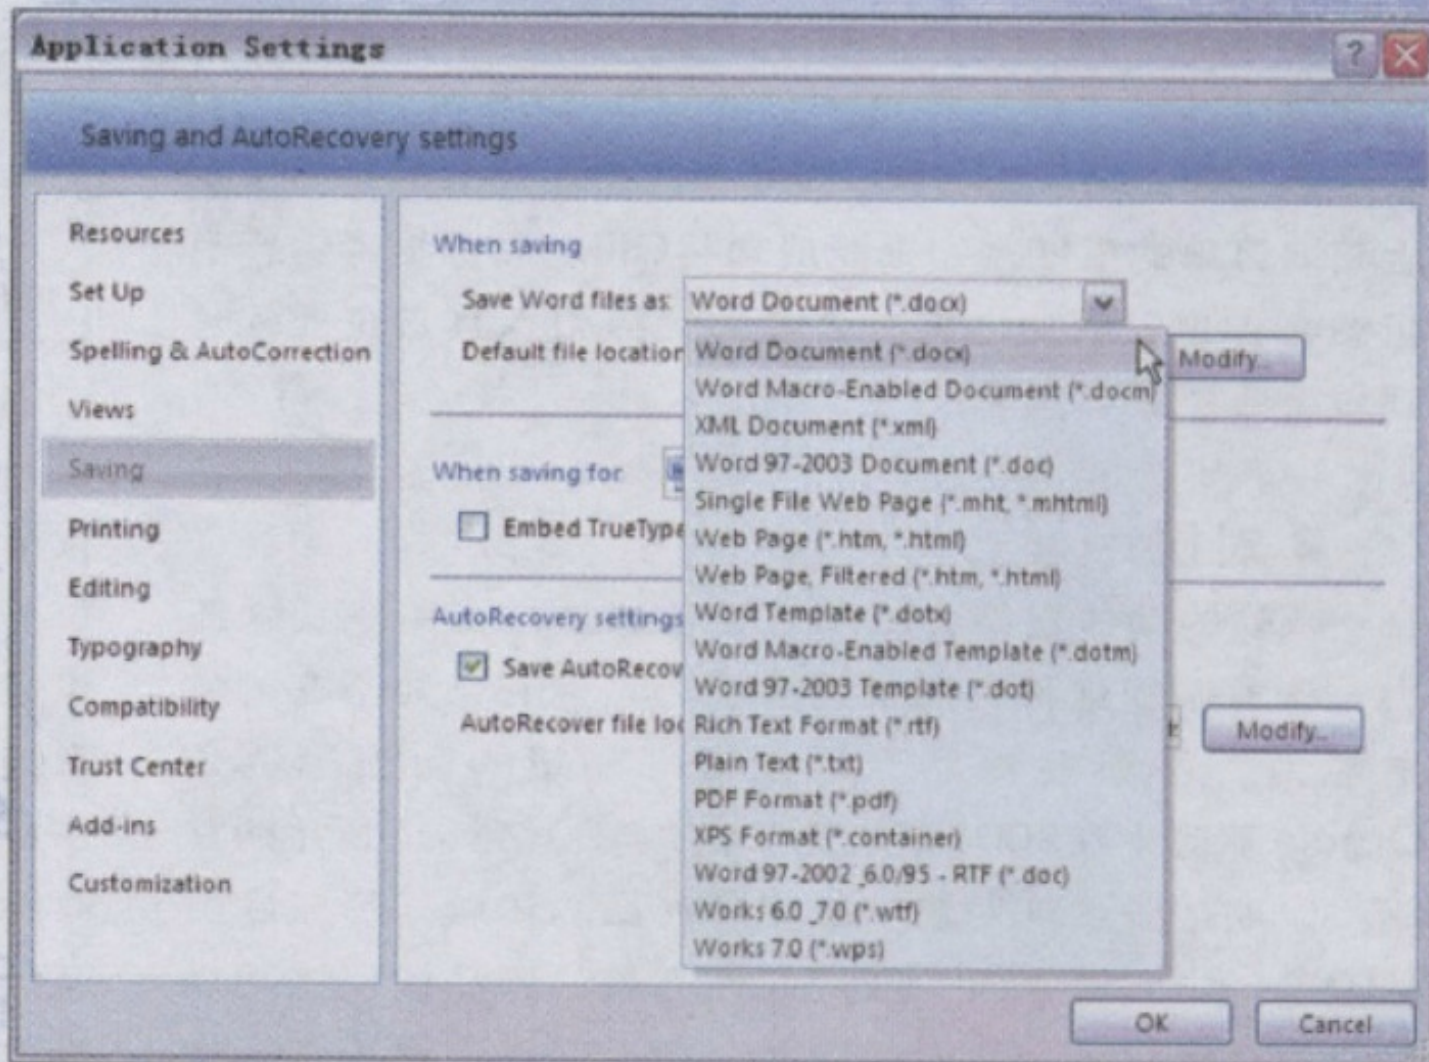 Application Settings
?
Saving and AutoRecovery settings
Resources
Set Up
Spelling & AutoCorrection
Views
Saving
Printing
Editing
Typography
Compatibility
Trust Center
Add-ins
Customization
When saving
Save Word files as: Word Document (*.docx)
Default file location
Modify...
Word Document (*.docx)
Word Macro-Enabled Document (*.docm)
XML Document (*.xml)
Word 97-2003 Document (*.doc)
Single File Web Page (*.mht, *.mhtml)
Web Page (*.htm, *.html)
Web Page, Filtered (*.htm, *.html)
Word Template (*.dotx)
Word Macro-Enabled Template (*.dotm)
Word 97-2003 Template (*.dot)
Rich Text Format (*.rtf)
Plain Text (*.txt)
PDF Format (*.pdf)
XPS Format (*.container)
Word 97-2002_6.0/95 - RTF (*.doc)
Works 6.0_7.0 (*.wtf)
Works 7.0 (*.wps)
When saving for
Embed TrueType
AutoRecovery settings
Save AutoRecov
AutoRecover file loc
Modify...
OK
Cancel